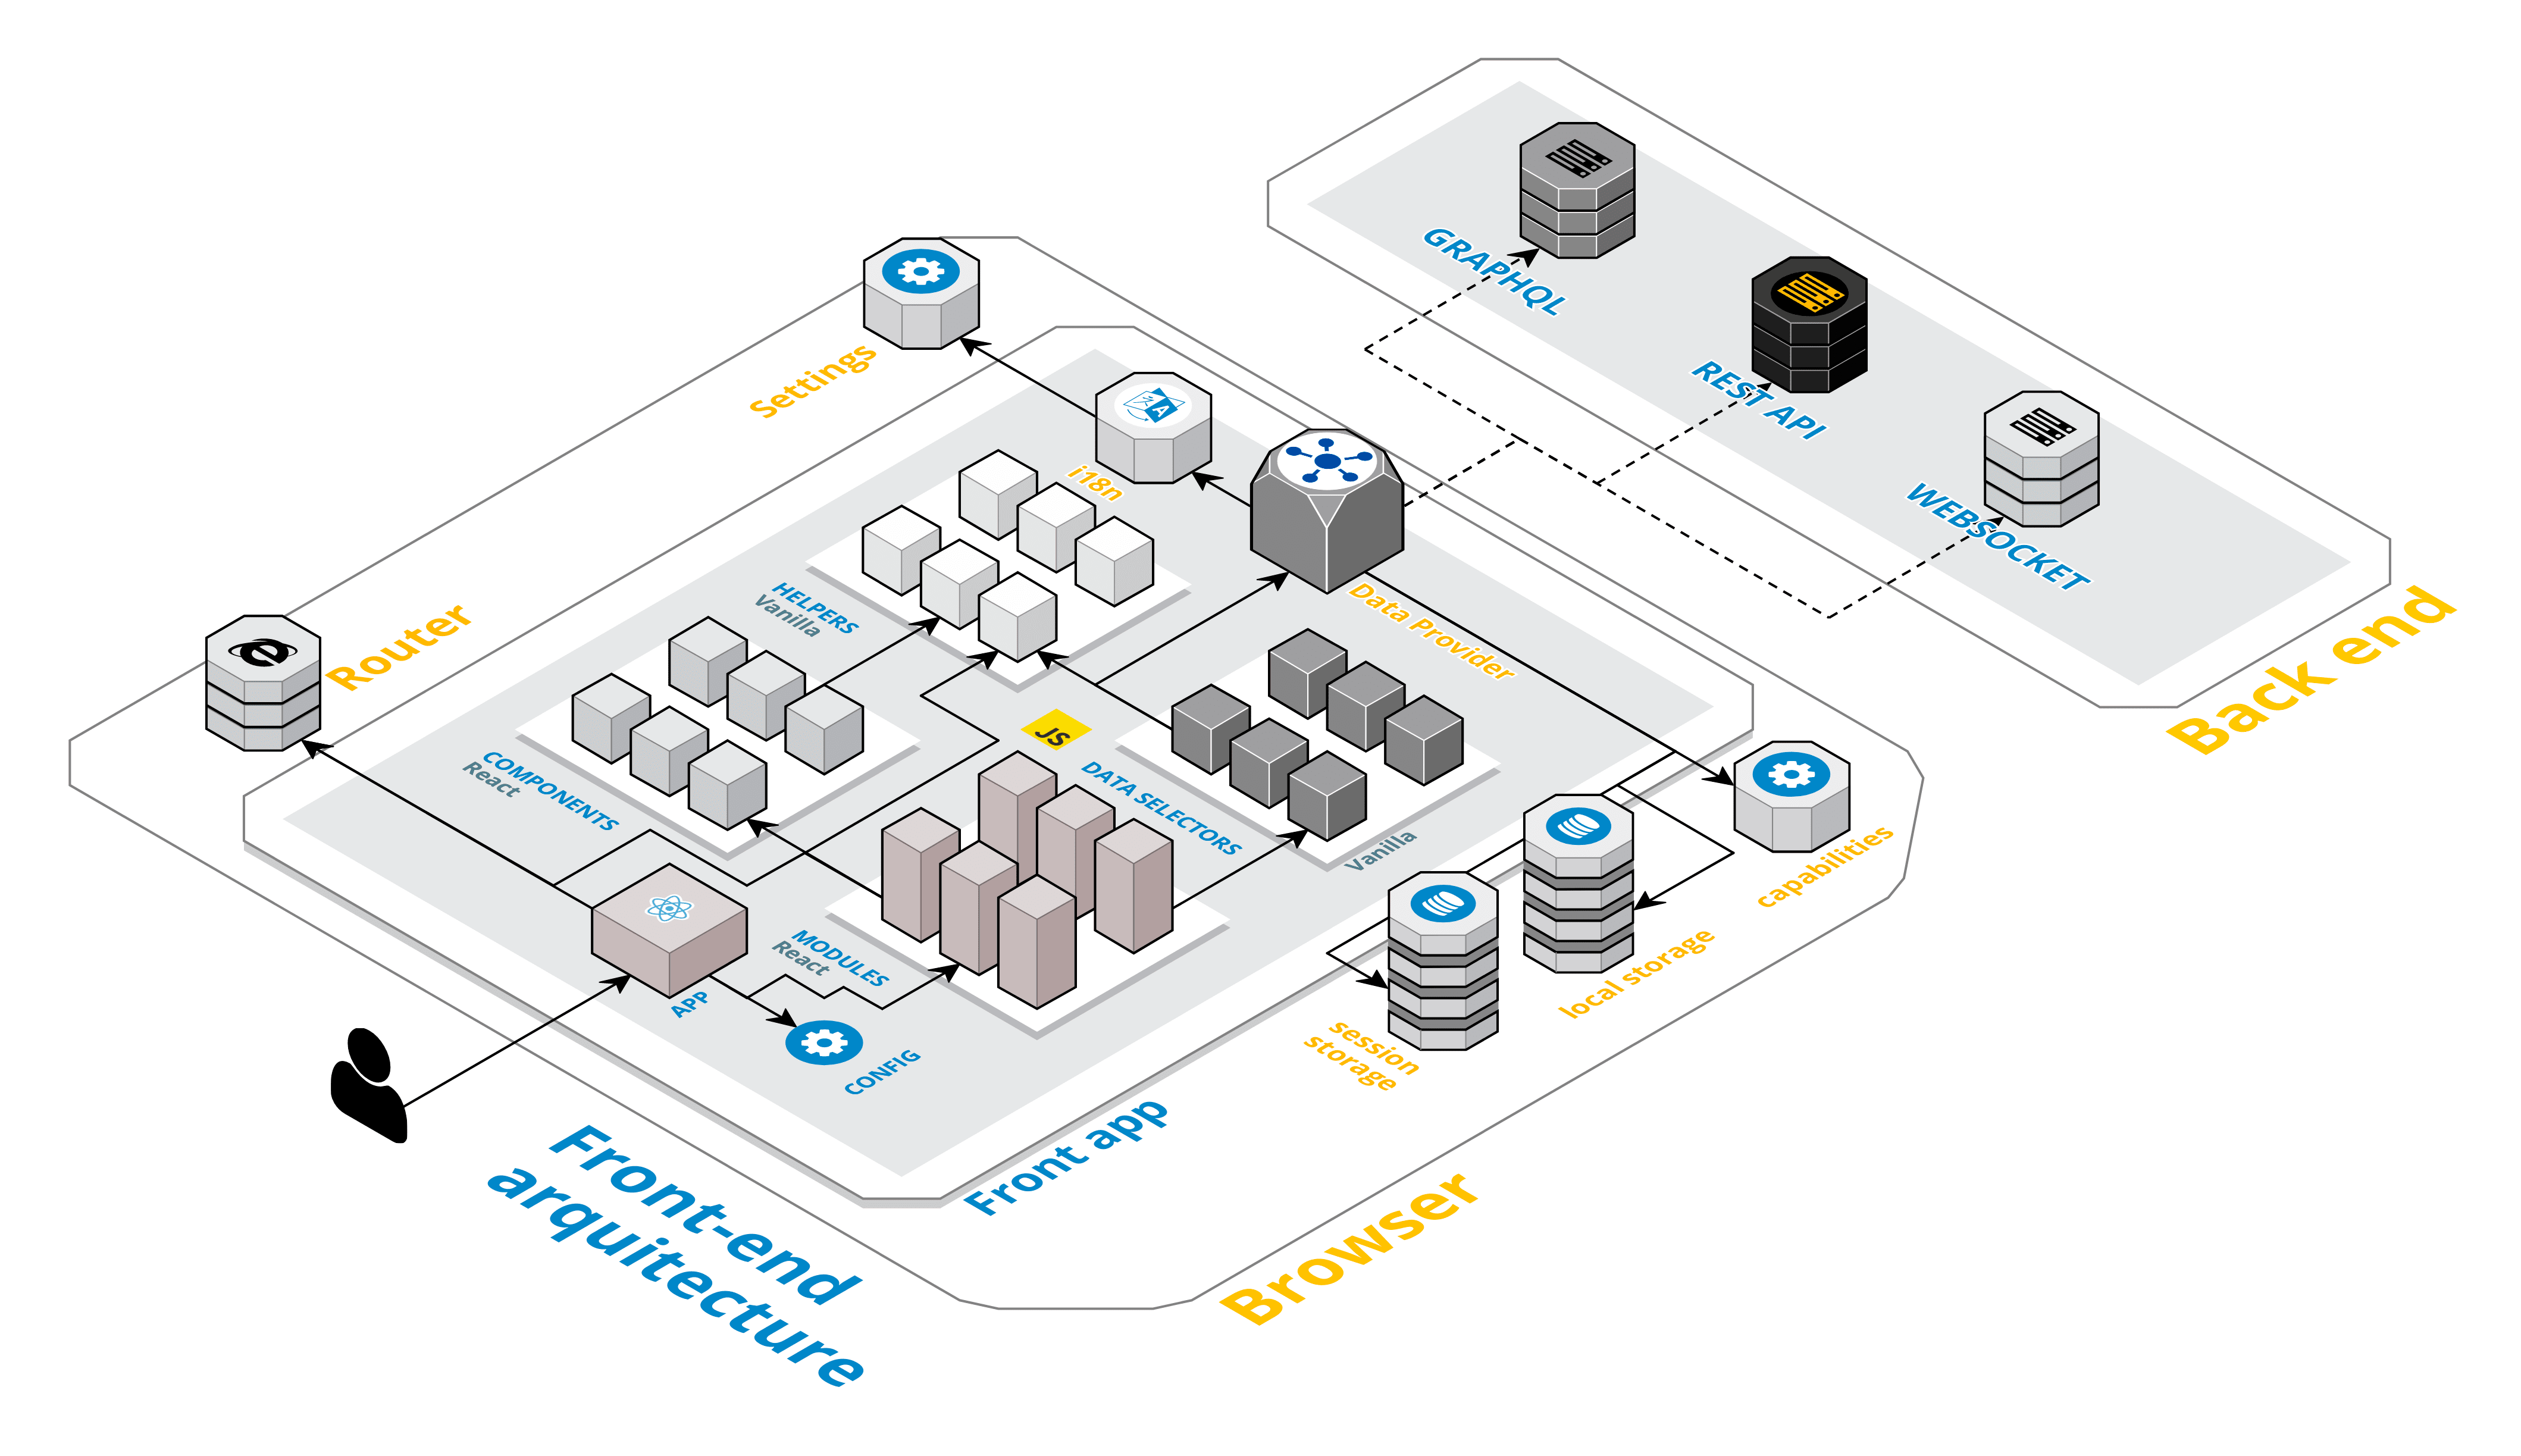 GRAPHQL
REST API
WEBSOCKET
Back end
Settings
i18n
Router
HELPERS
Vanilla
Data Provider
COMPONENTS
React
JS
DATA SELECTORS
Vanilla
capabilities
local storage
session
storage
MODULES
React
APP
CONFIG
Front app
Browser
Front-end
arquitecture